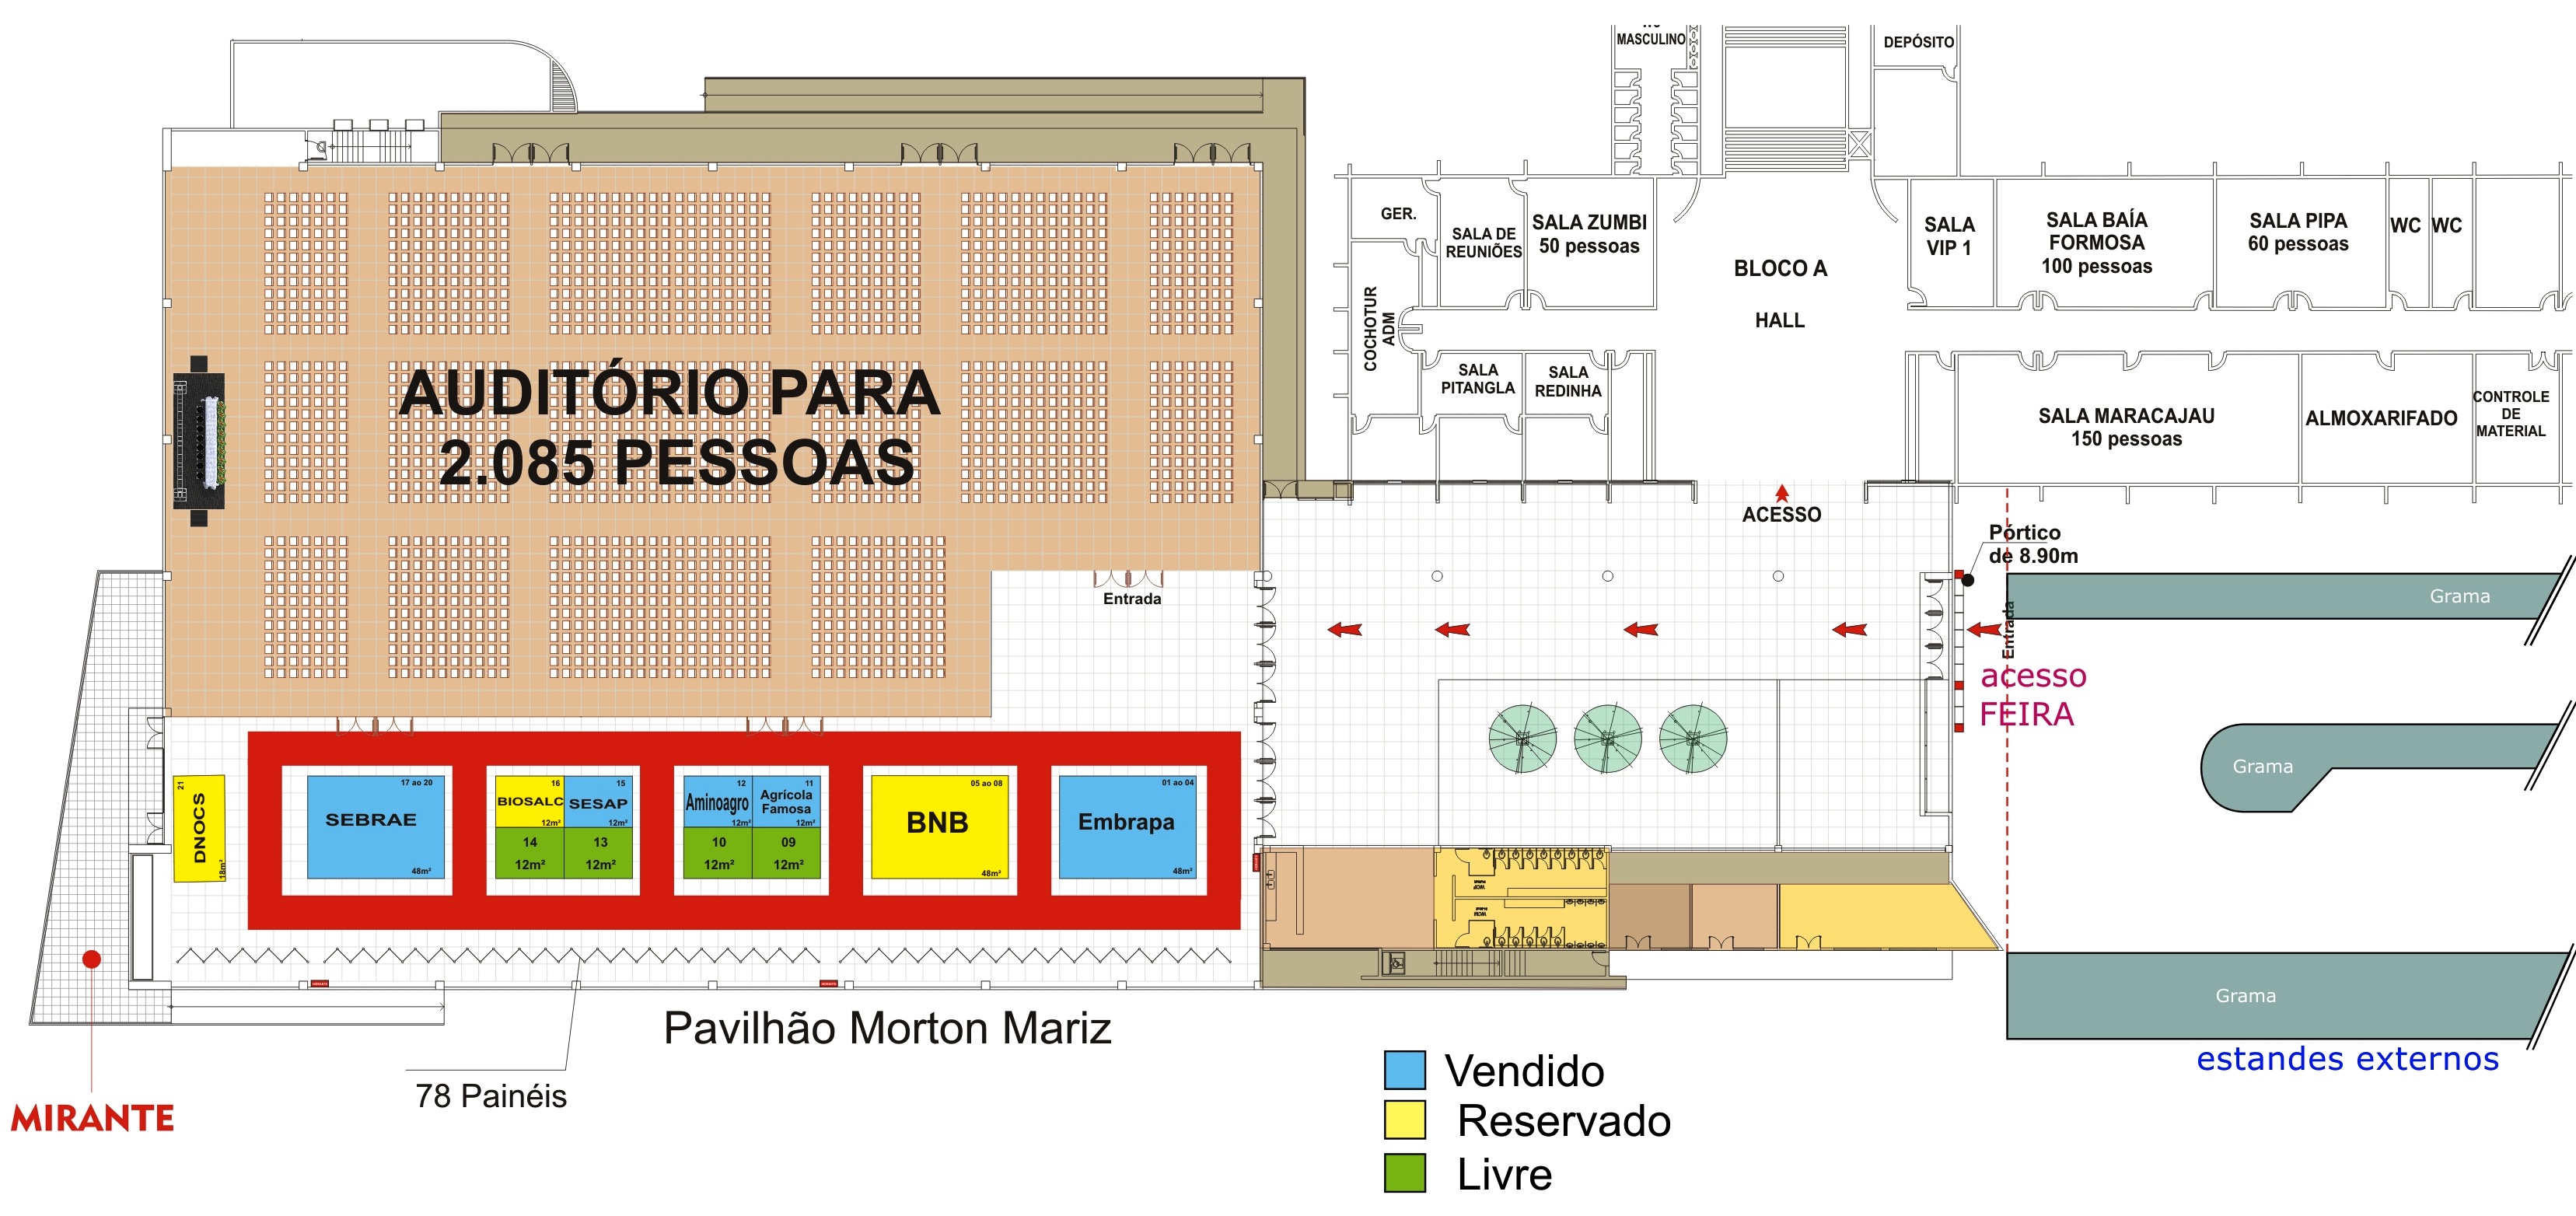 WC
MASCULINO
DEPÓSITO
GER.
SALA DE
REUNIÕES
SALA ZUMBI
50 pessoas
BLOCO A
HALL
SALA
VIP 1
SALA BAÍA
FORMOSA
100 pessoas
SALA PIPA
60 pessoas
WC
WC
COCHOTUR
ADM
SALA
PITANGLA
SALA
REDINHA
SALA MARACAJAU
150 pessoas
ALMOXARIFADO
CONTROLE
DE
MATERIAL
AUDITÓRIO PARA
2.085 PESSOAS
ACESSO
Pórtico
de 8.90m
Entrada
Entrada
Grama
acesso
FEIRA
Grama
21
DNOCS
18m²
17 ao 20
SEBRAE
48m²
16
BIOSALC
12m²
15
SESAP
12m²
14
12m²
13
12m²
12
Aminoagro
12m²
11
Agrícola
Famosa
12m²
10
12m²
09
12m²
05 ao 08
BNB
48m²
01 ao 04
Embrapa
48m²
Grama
Pavilhão Morton Mariz
estandes externos
78 Painéis
MIRANTE
Vendido
Reservado
Livre